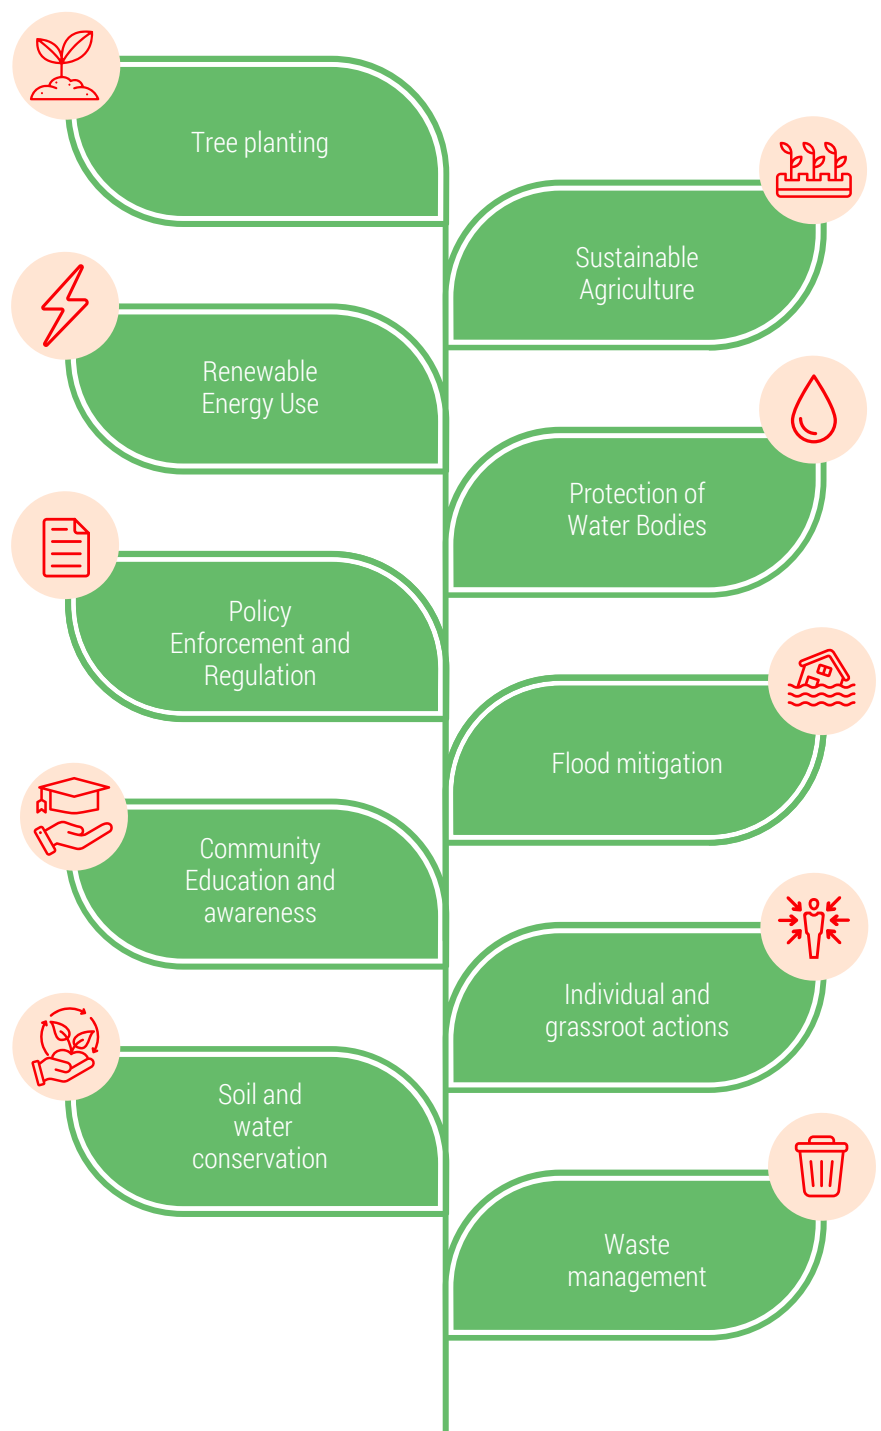 Tree planting
Sustainable
Agriculture
Renewable
Energy Use
Protection of
Water Bodies
Policy
Enforcement and
Regulation
Flood mitigation
Community
Education and
awareness
Individual and
grassroot actions
Soil and
water
conservation
Waste
management